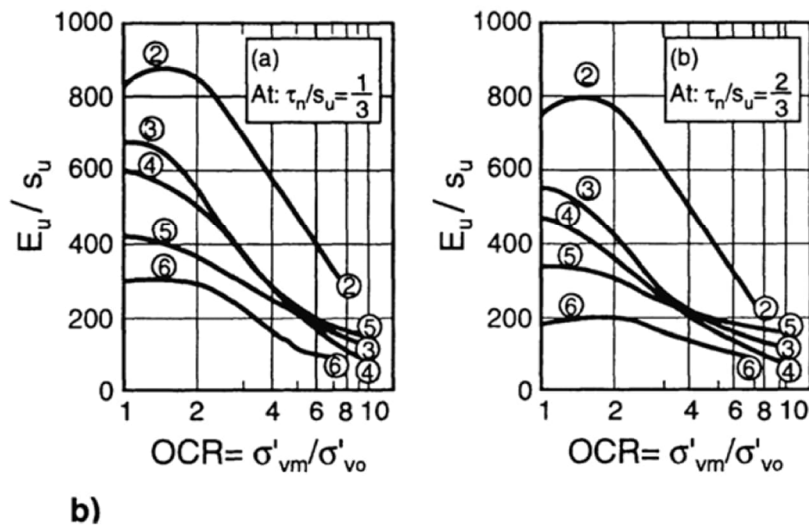 1000
800
600
400
200
0
E_u / s_u
(a)
At: τ_n/s_u = 1/3
②
③
④
⑤
⑥
②
⑤
③
④
⑥
1 2 4 6 8 10
OCR= σ'_vm/σ'_vo
1000
800
600
400
200
0
E_u / s_u
(b)
At: τ_n/s_u = 2/3
②
③
④
⑤
⑥
②
⑤
③
④
⑥
1 2 4 6 8 10
OCR= σ'_vm/σ'_vo
b)